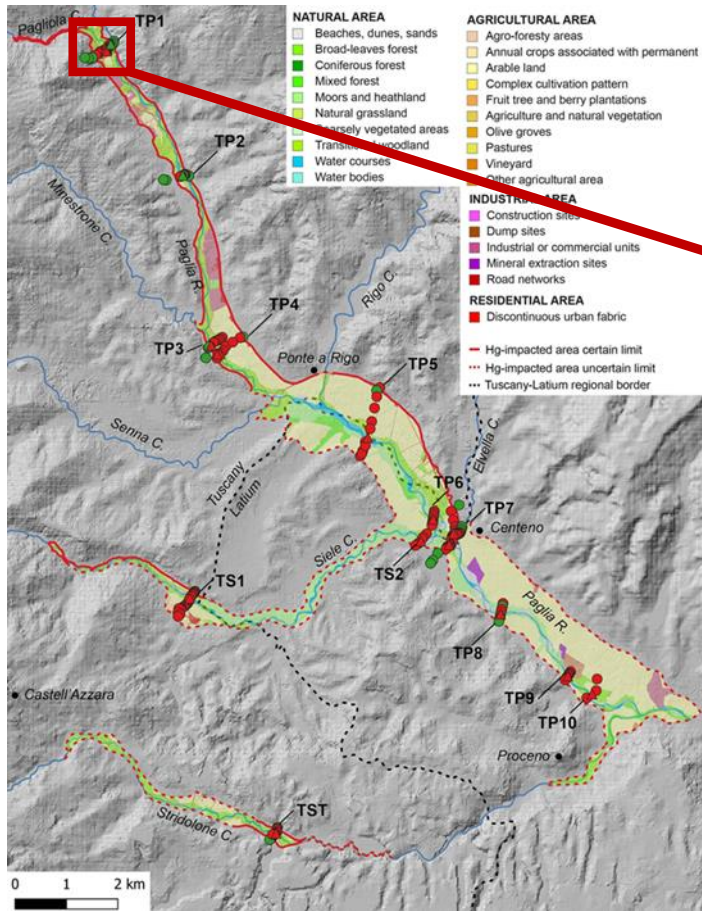 Pagliola C.
TP1
TP2
Minestrone C.
Paglia R.
Rigo C.
TP3
TP4
Ponte a Rigo
TP5
Senna C.
Tuscany
Latium
Elvella C.
TP6
TP7
Centeno
Siele C.
TS2
TS1
Paglia R.
TP8
Castell'Azzara
TP9
TP10
Proceno
TST
Stridolone C.
0 1 2 km
NATURAL AREA
Beaches, dunes, sands
Broad-leaves forest
Coniferous forest
Mixed forest
Moors and heathland
Natural grassland
vegetated areas
woodland
Water courses
Water bodies
AGRICULTURAL AREA
Agro-foresty areas
Annual crops associated with permanent
Arable land
Complex cultivation pattern
Fruit tree and berry plantations
Agriculture and natural vegetation
Olive groves
Pastures
Vineyard
Other agricultural area
INDUSTRIAL AREA
Construction sites
Dump sites
Industrial or commercial units
Mineral extraction sites
Road networks
RESIDENTIAL AREA
Discontinuous urban fabric
Hg-impacted area certain limit
Hg-impacted area uncertain limit
Tuscany-Latium regional border